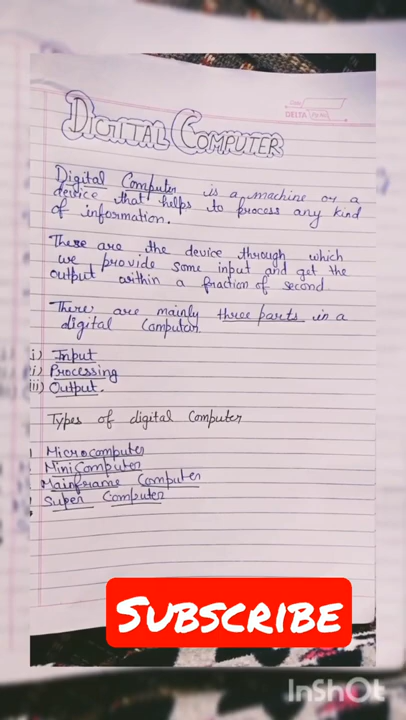 Date
DELTA Pg No.
DIGITAL COMPUTER
Digital Computer is a machine or a
device that helps to process any kind
of information.
These are the device through which
we provide some input and get the
output within a fraction of second
There are mainly three parts in a
digital Computer
i) Input
ii) Processing
iii) Output.
Types of digital Computer
Microcomputer
Mini Computer
Mainframe Computer
Super Computer
SUBSCRIBE
InShOt